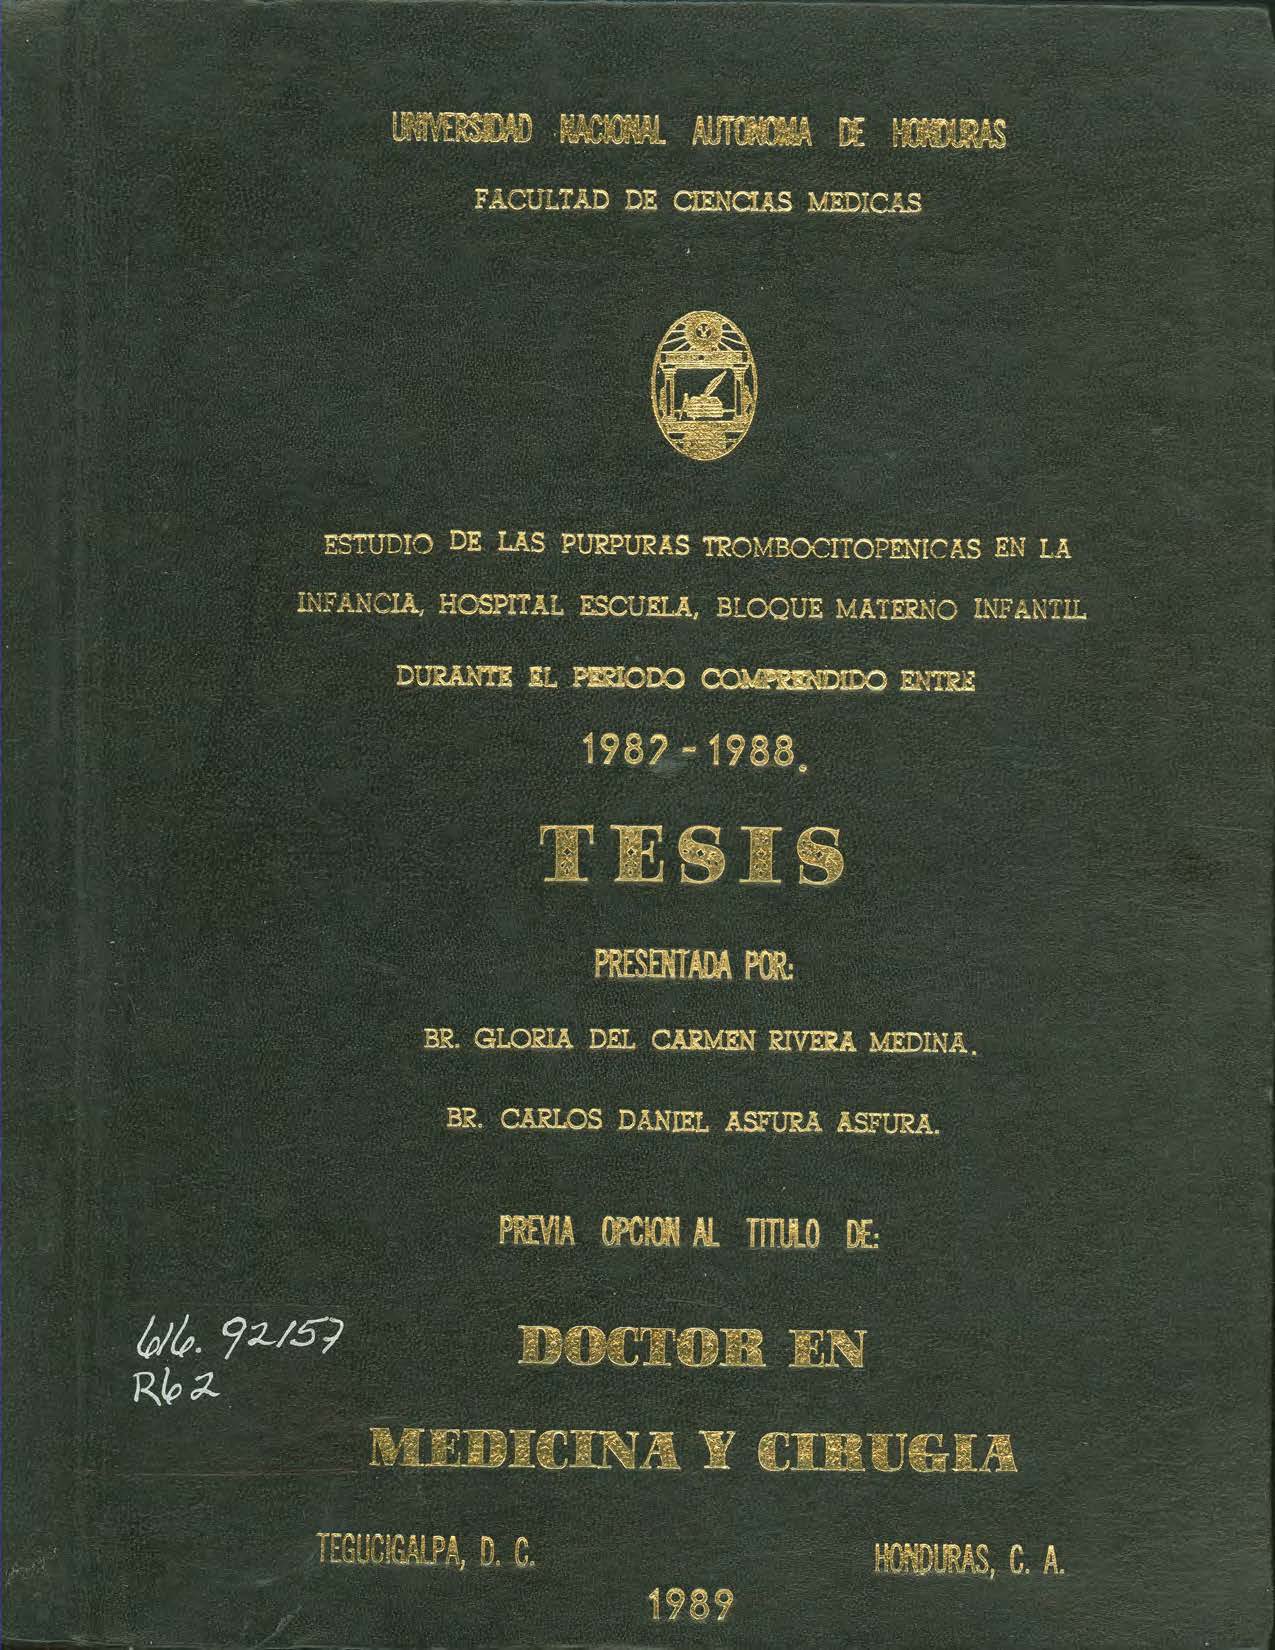 UNIVERSIDAD NACIONAL AUTONOMA DE HONDURAS
FACULTAD DE CIENCIAS MEDICAS
ESTUDIO DE LAS PURPURAS TROMBOCITOPENICAS EN LA
INFANCIA, HOSPITAL ESCUELA, BLOQUE MATERNO INFANTIL
DURANTE EL PERIODO COMPRENDIDO ENTRE
1982-1988.
TESIS
PRESENTADA POR:
BR. GLORIA DEL CARMEN RIVERA MEDINA.
BR. CARLOS DANIEL ASFURA ASFURA.
PREVIA OPCION AL TITULO DE:
616.92157
R62
DOCTOR EN
MEDICINA Y CIRUGIA
TEGUCIGALPA, D. C. HONDURAS, C. A.
1989